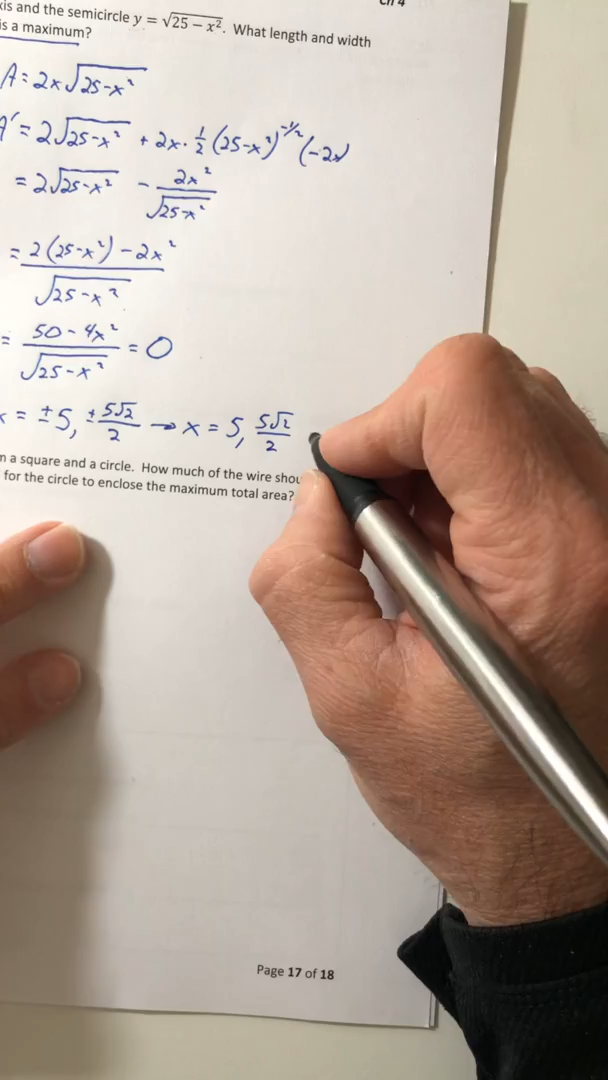 Ch 4
xis and the semicircle y = √25 − x². What length and width
is a maximum?
A = 2x√25-x²
A' = 2√25-x² + 2x · 1/2 (25-x²)^-1/2 (-2x)
= 2√25-x² - 2x²/√25-x²
= 2(25-x²) - 2x²/√25-x²
= 50 - 4x²/√25-x² = 0
x = ±5, ±5√2/2 → x = 5, 5√2/2
a square and a circle. How much of the wire shou
for the circle to enclose the maximum total area?
Page 17 of 18